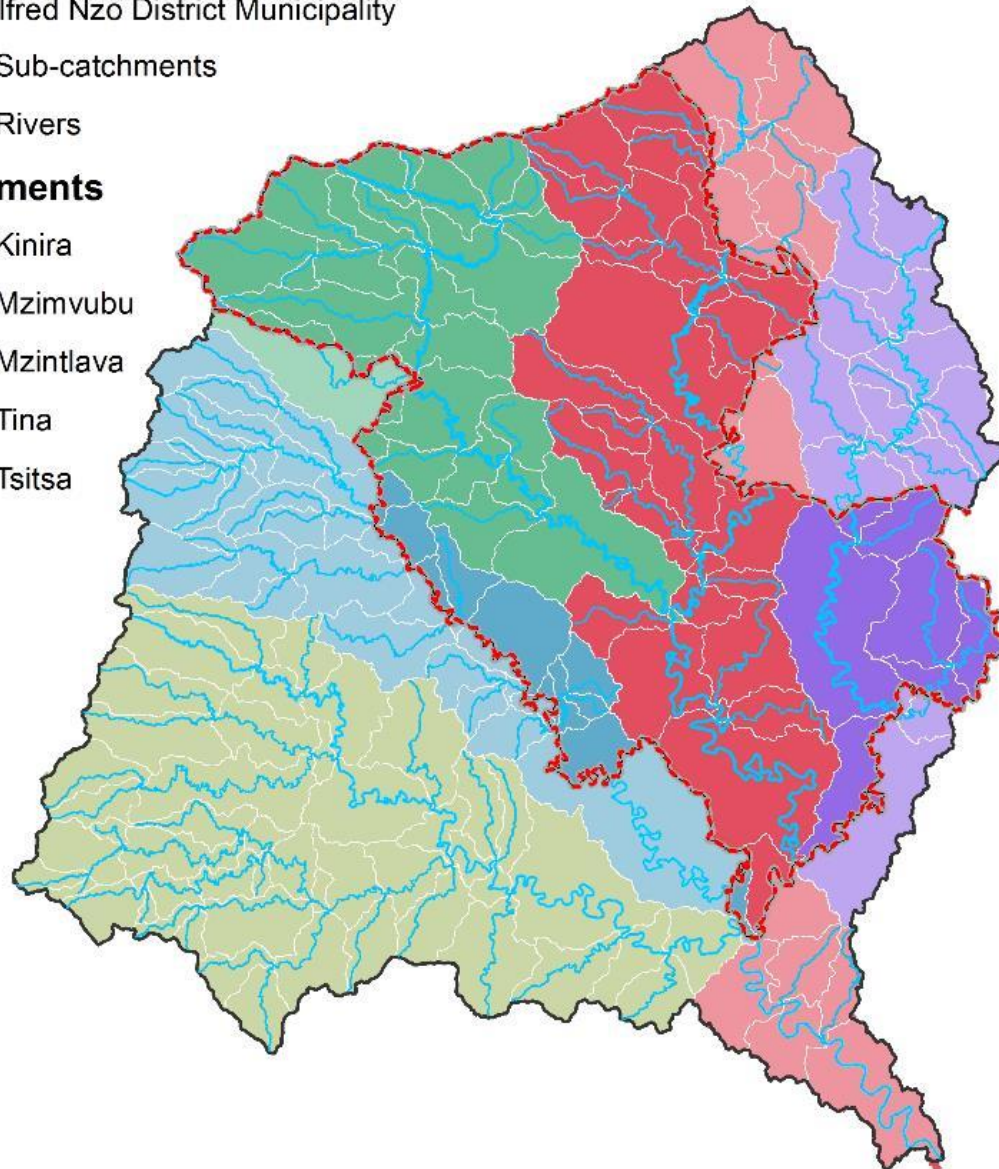 lfred Nzo District Municipality
Sub-catchments
Rivers
ments
Kinira
Mzimvubu
Mzintlava
Tina
Tsitsa